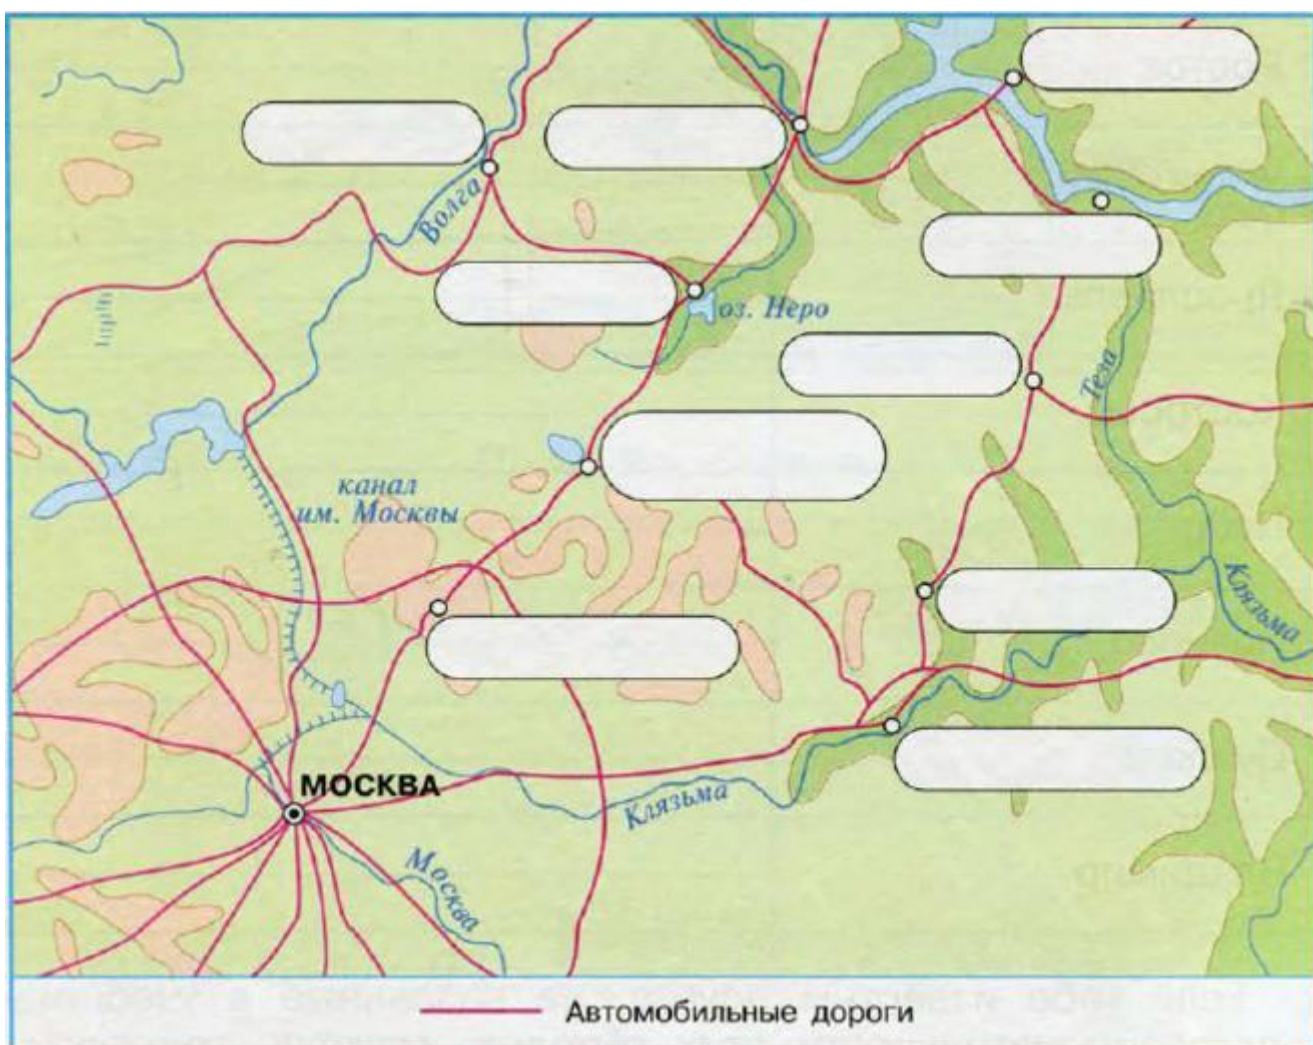 Волга
оз. Неро
Теза
канал
им. Москвы
Клязьма
МОСКВА
Клязьма
Москва
Автомобильные дороги